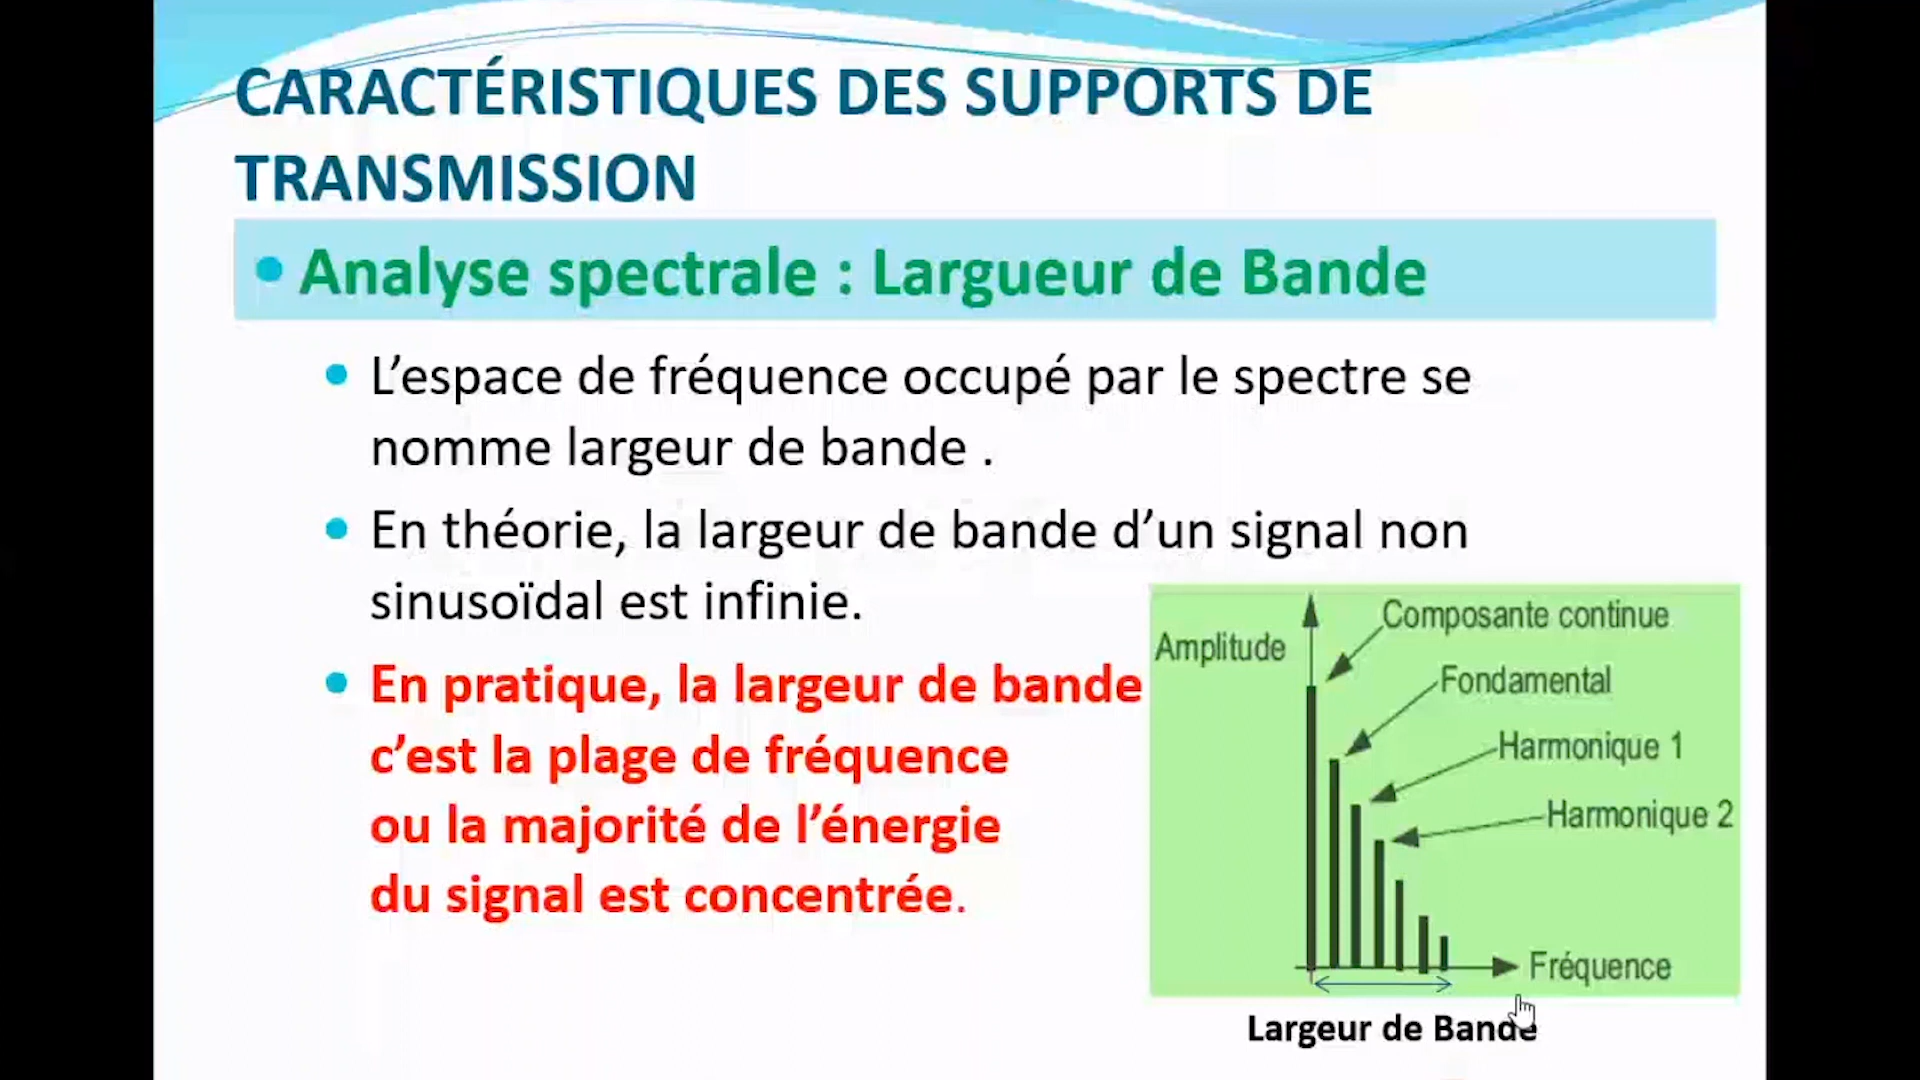 CARACTÉRISTIQUES DES SUPPORTS DE
TRANSMISSION
• Analyse spectrale : Largueur de Bande
• L’espace de fréquence occupé par le spectre se
nomme largeur de bande .
• En théorie, la largeur de bande d’un signal non
sinusoïdal est infinie.
• En pratique, la largeur de bande
c’est la plage de fréquence
ou la majorité de l’énergie
du signal est concentrée.
Composante continue
Amplitude
Fondamental
Harmonique 1
Harmonique 2
Fréquence
Largeur de Bande